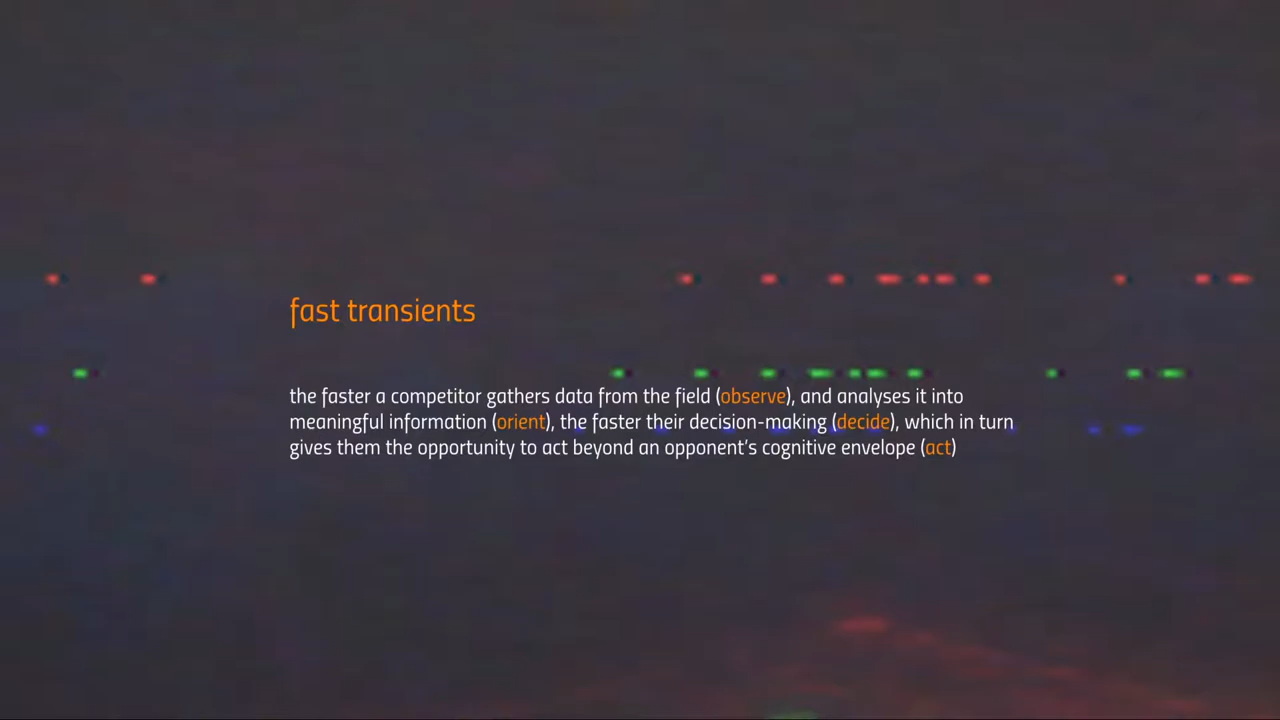 fast transients
the faster a competitor gathers data from the field (observe), and analyses it into
meaningful information (orient), the faster their decision-making (decide), which in turn
gives them the opportunity to act beyond an opponent's cognitive envelope (act)